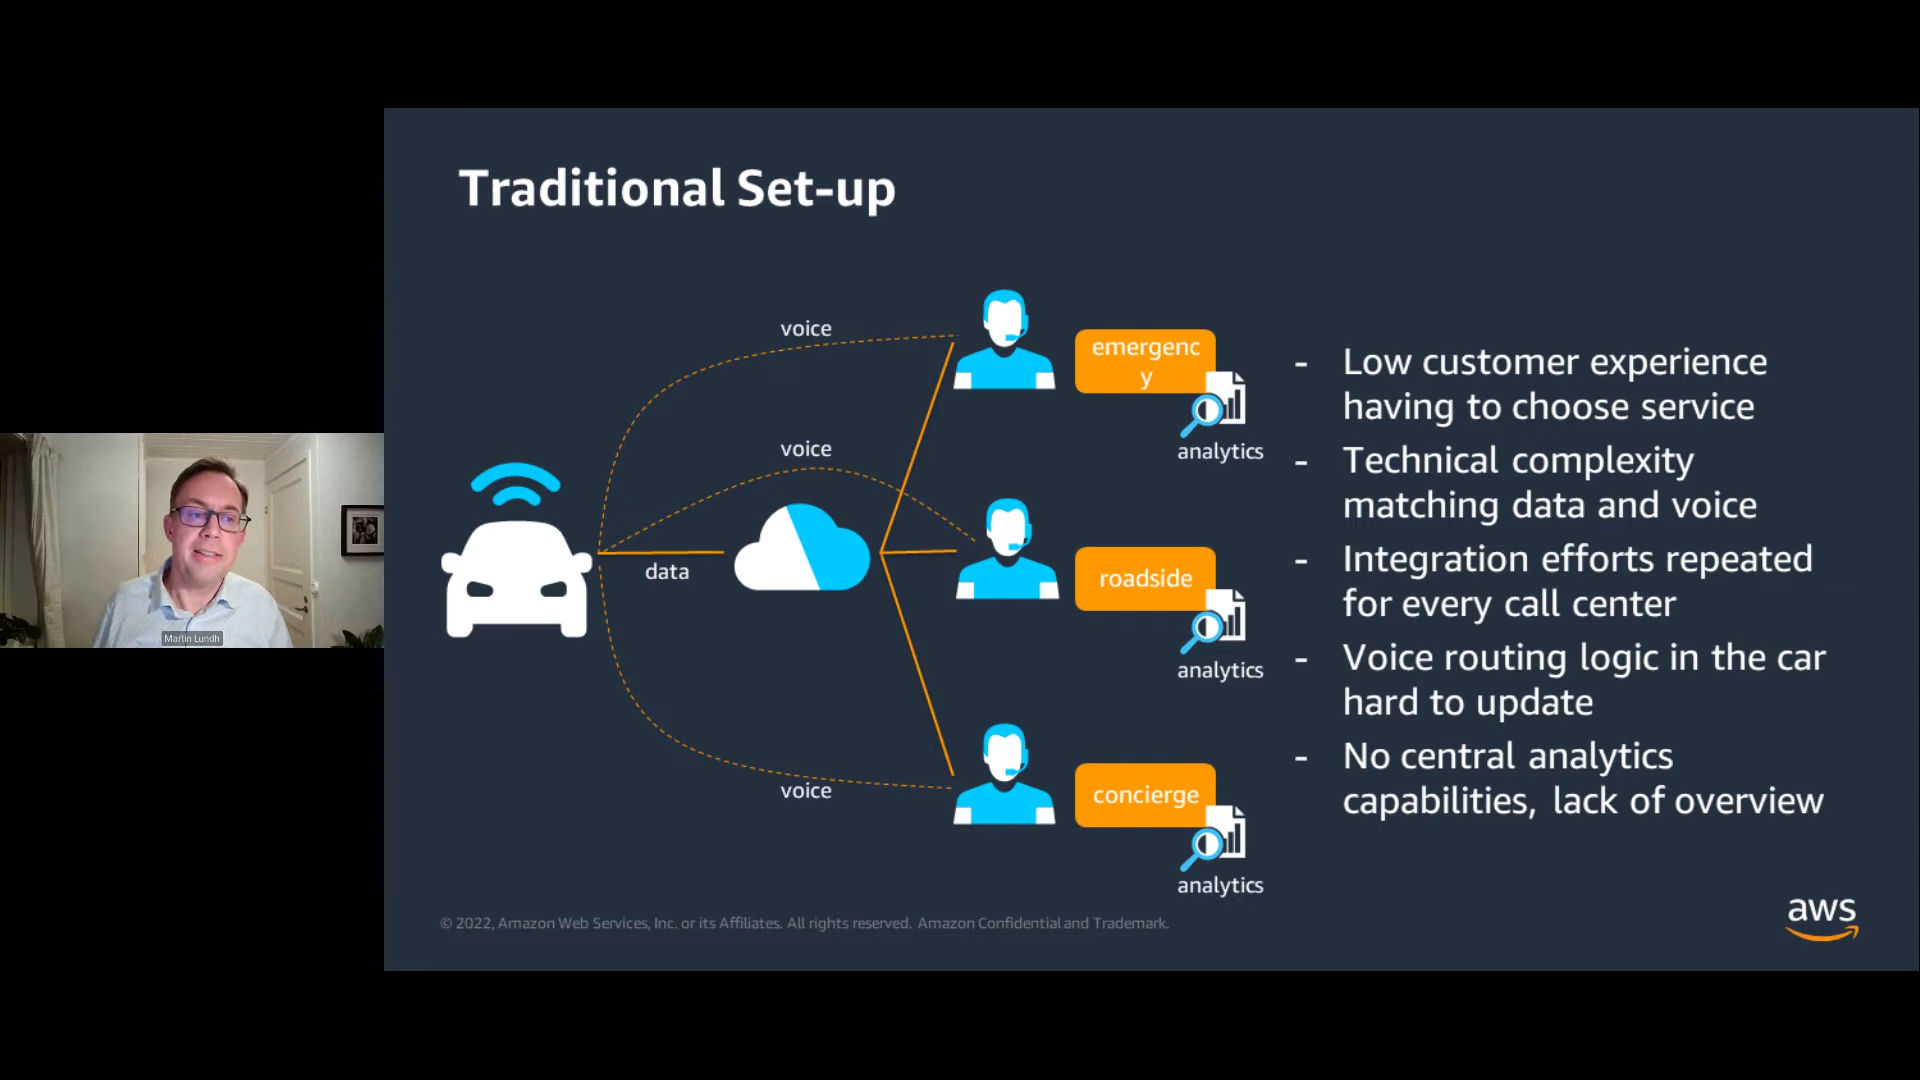 Traditional Set-up
voice
voice
data
voice
emergenc
y
analytics
roadside
analytics
concierge
analytics
- Low customer experience
having to choose service
- Technical complexity
matching data and voice
- Integration efforts repeated
for every call center
- Voice routing logic in the car
hard to update
- No central analytics
capabilities, lack of overview
Martin Lundh
© 2022, Amazon Web Services, Inc. or its Affiliates. All rights reserved. Amazon Confidential and Trademark.
aws